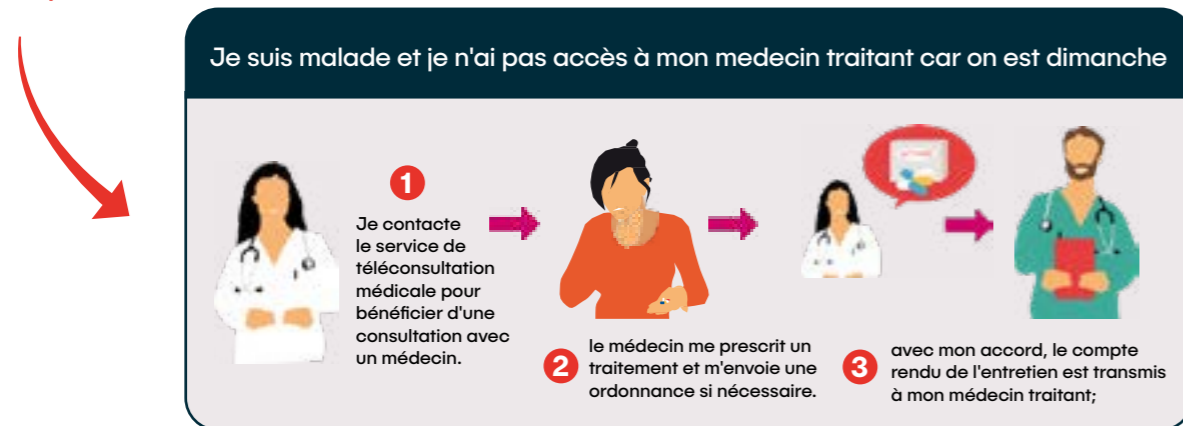 Je suis malade et je n'ai pas accès à mon medecin traitant car on est dimanche
1
Je contacte
le service de
téléconsultation
médicale pour
bénéficier d'une
consultation avec
un médecin.
2
le médecin me prescrit un
traitement et m'envoie une
ordonnance si nécessaire.
3
avec mon accord, le compte
rendu de l'entretien est transmis
à mon médecin traitant;